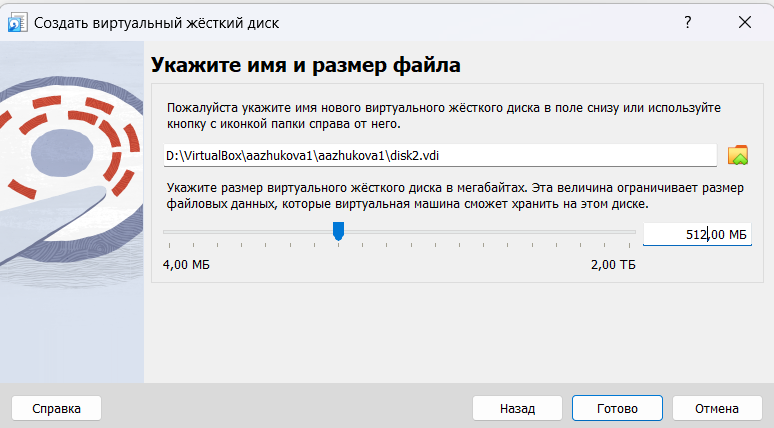 Создать виртуальный жёсткий диск
?
Укажите имя и размер файла
Пожалуйста укажите имя нового виртуального жёсткого диска в поле снизу или используйте
кнопку с иконкой папки справа от него.
D:\VirtualBox\aazhukova1\aazhukova1\disk2.vdi
Укажите размер виртуального жёсткого диска в мегабайтах. Эта величина ограничивает размер
файловых данных, которые виртуальная машина сможет хранить на этом диске.
512,00 МБ
4,00 МБ 2,00 ТБ
Справка Назад Готово Отмена